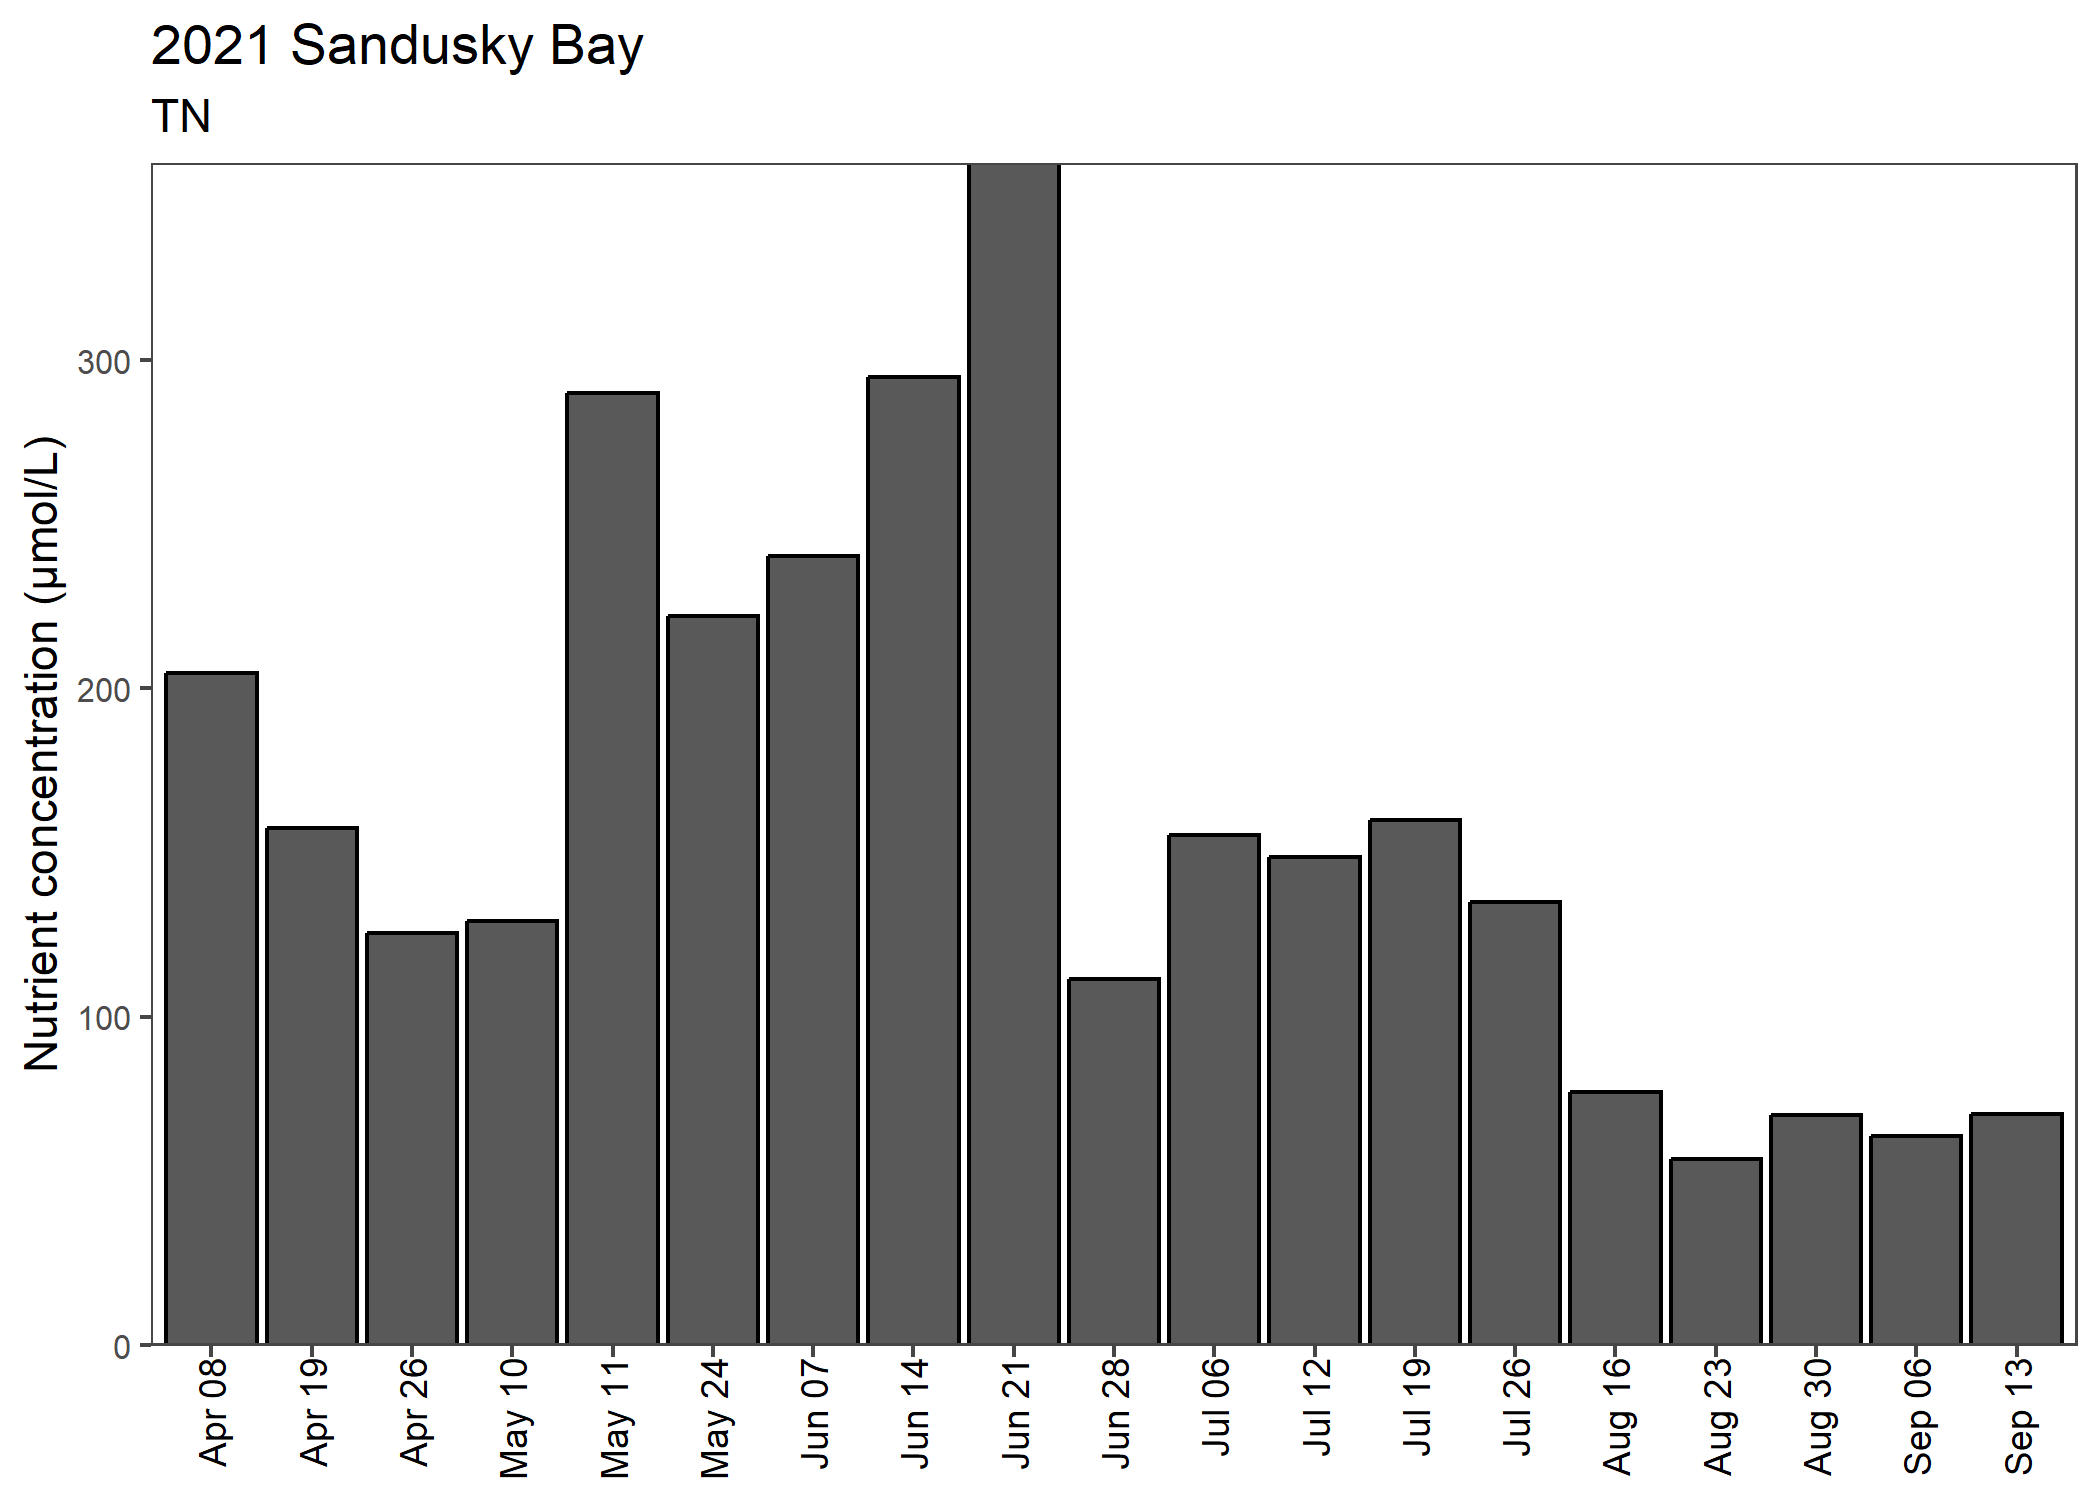 2021 Sandusky Bay
TN
Nutrient concentration (µmol/L)
300
200
100
0
Apr 08
Apr 19
Apr 26
May 10
May 11
May 24
Jun 07
Jun 14
Jun 21
Jun 28
Jul 06
Jul 12
Jul 19
Jul 26
Aug 16
Aug 23
Aug 30
Sep 06
Sep 13